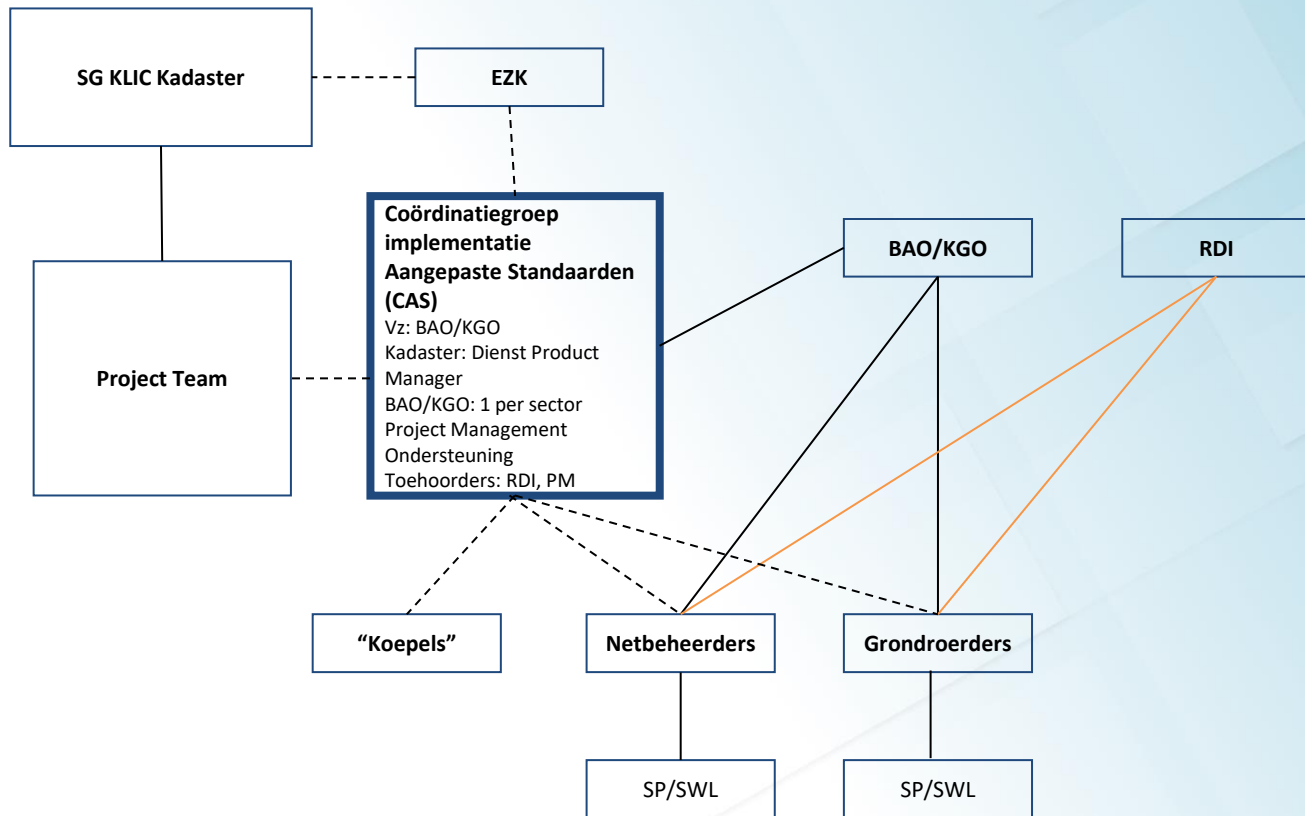 SG KLIC Kadaster
EZK
Coördinatiegroep
implementatie
Aangepaste Standaarden
(CAS)
Vz: BAO/KGO
Kadaster: Dienst Product
Manager
BAO/KGO: 1 per sector
Project Management
Ondersteuning
Toehoorders: RDI, PM
BAO/KGO
RDI
Project Team
“Koepels”
Netbeheerders
Grondroerders
SP/SWL
SP/SWL